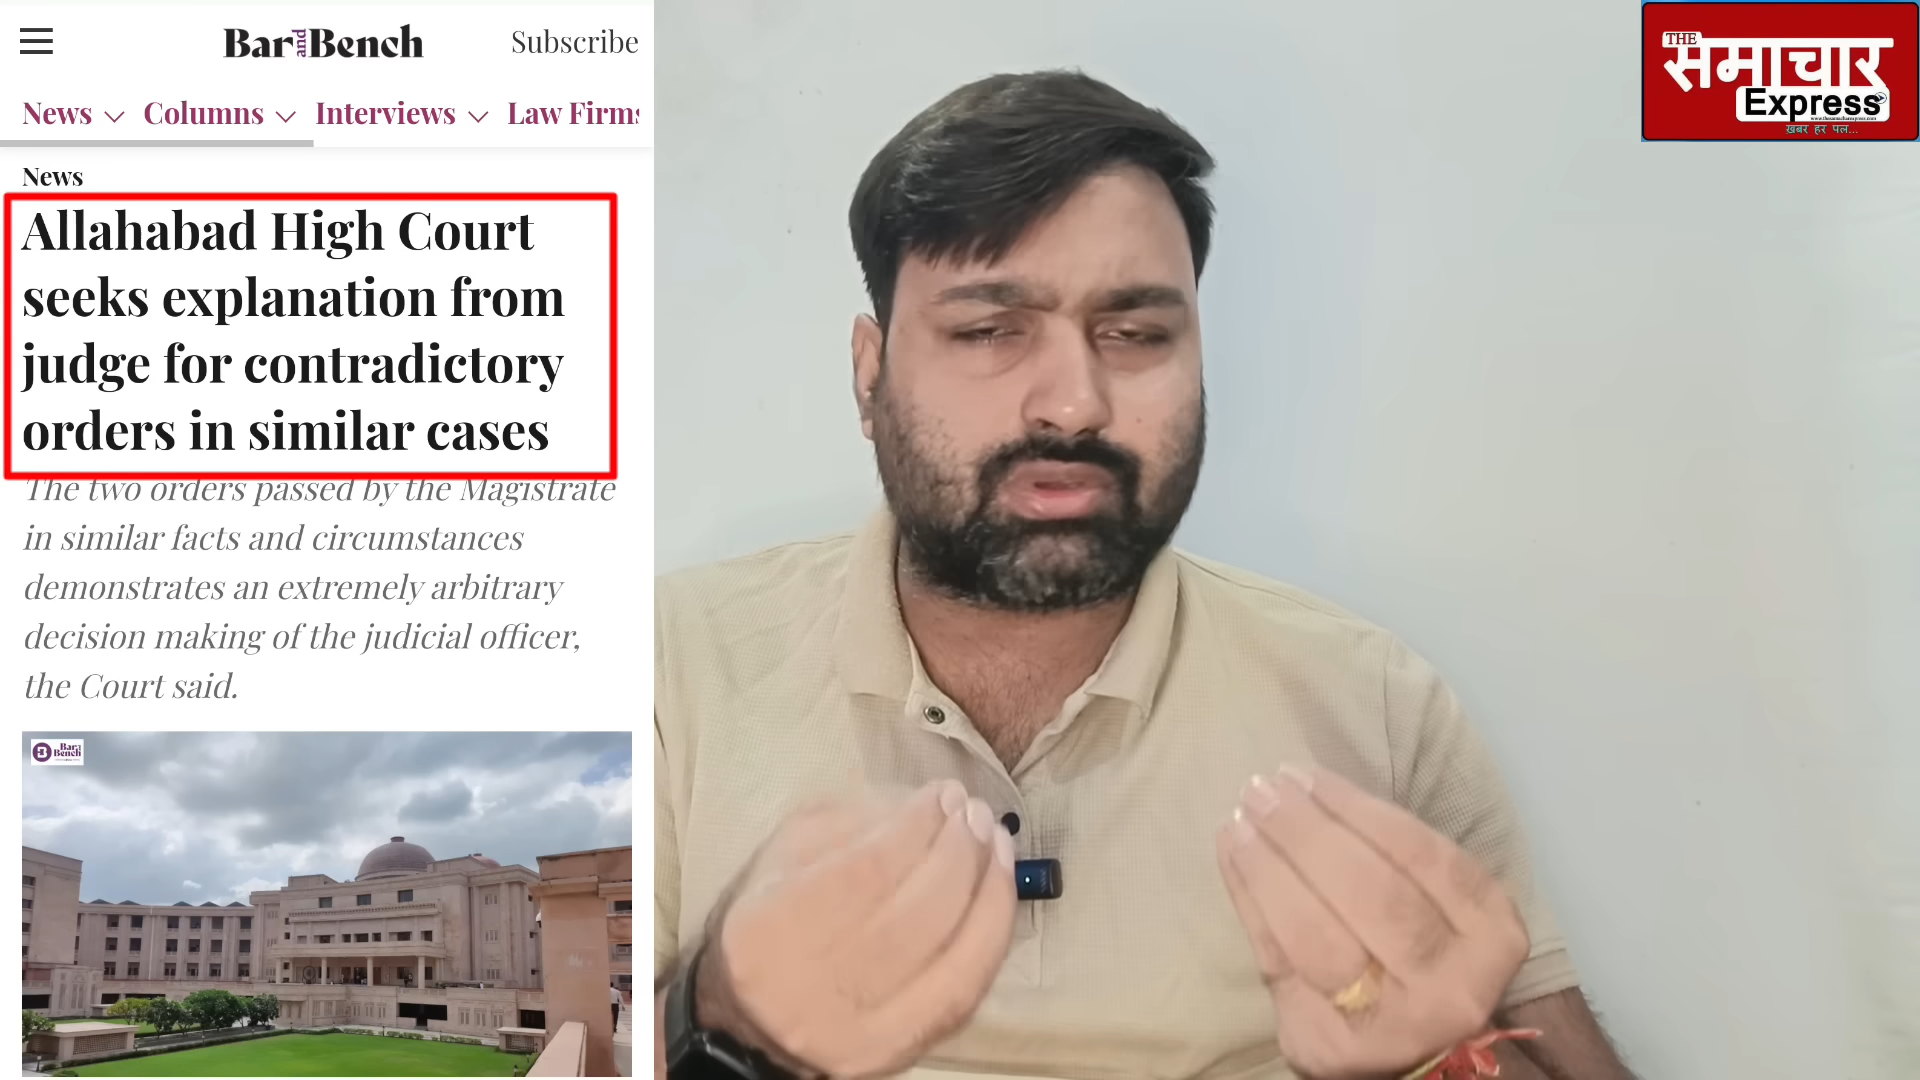 Bar and Bench
Subscribe
News
Columns
Interviews
Law Firms
News
Allahabad High Court
seeks explanation from
judge for contradictory
orders in similar cases
The two orders passed by the Magistrate
in similar facts and circumstances
demonstrates an extremely arbitrary
decision making of the judicial officer,
the Court said.
Bar
Bench
THE
समाचार
Express
ख़बर हर पल...